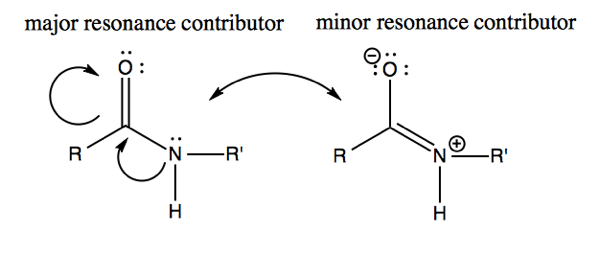 major resonance contributor
minor resonance contributor
Ö:
⊖
:Ö:
R
N̈
R'
R
N
⊕
R'
H
H